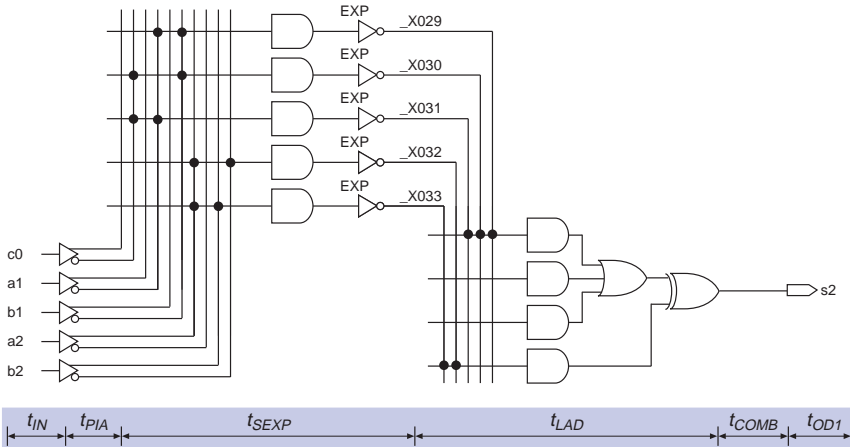 EXP
_X029
EXP
_X030
EXP
_X031
EXP
_X032
EXP
_X033
c0
a1
b1
a2
b2
s2
tIN tPIA tSEXP tLAD tCOMB tOD1